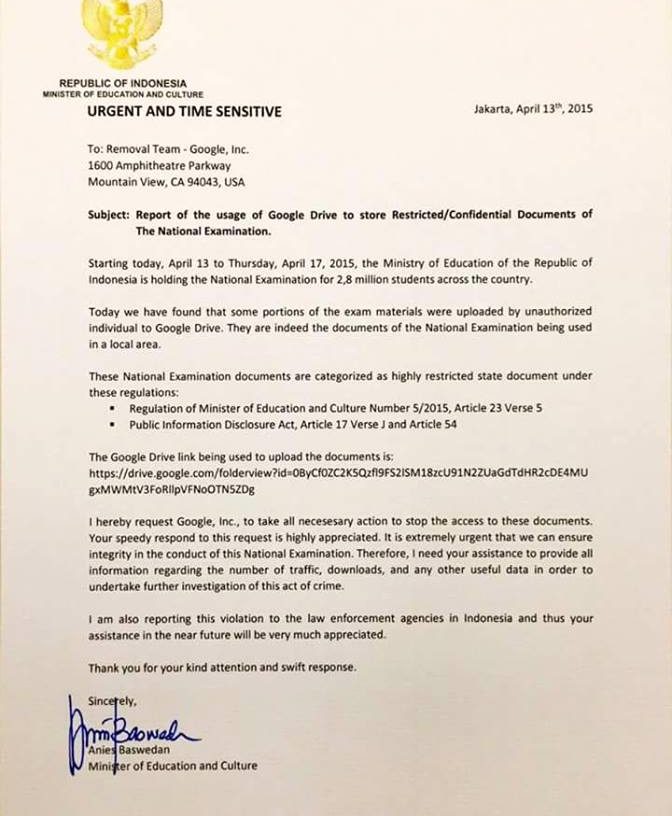 REPUBLIC OF INDONESIA
MINISTER OF EDUCATION AND CULTURE
URGENT AND TIME SENSITIVE
Jakarta, April 13th, 2015
To: Removal Team - Google, Inc.
1600 Amphitheatre Parkway
Mountain View, CA 94043, USA
Subject: Report of the usage of Google Drive to store Restricted/Confidential Documents of
The National Examination.
Starting today, April 13 to Thursday, April 17, 2015, the Ministry of Education of the Republic of
Indonesia is holding the National Examination for 2,8 million students across the country.
Today we have found that some portions of the exam materials were uploaded by unauthorized
individual to Google Drive. They are indeed the documents of the National Examination being used
in a local area.
These National Examination documents are categorized as highly restricted state document under
these regulations:
▪ Regulation of Minister of Education and Culture Number 5/2015, Article 23 Verse 5
▪ Public Information Disclosure Act, Article 17 Verse J and Article 54
The Google Drive link being used to upload the documents is:
https://drive.google.com/folderview?id=0ByCf0ZC2K5Qzfl9FS2lSM18zcU91N2ZUaGdTdHR2cDE4MU
gxMWMtV3FoRllpVFNoOTN5ZDg
I hereby request Google, Inc., to take all necesesary action to stop the access to these documents.
Your speedy respond to this request is highly appreciated. It is extremely urgent that we can ensure
integrity in the conduct of this National Examination. Therefore, I need your assistance to provide all
information regarding the number of traffic, downloads, and any other useful data in order to
undertake further investigation of this act of crime.
I am also reporting this violation to the law enforcement agencies in Indonesia and thus your
assistance in the near future will be very much appreciated.
Thank you for your kind attention and swift response.
Sincerely,
Anies Baswedan
Minister of Education and Culture